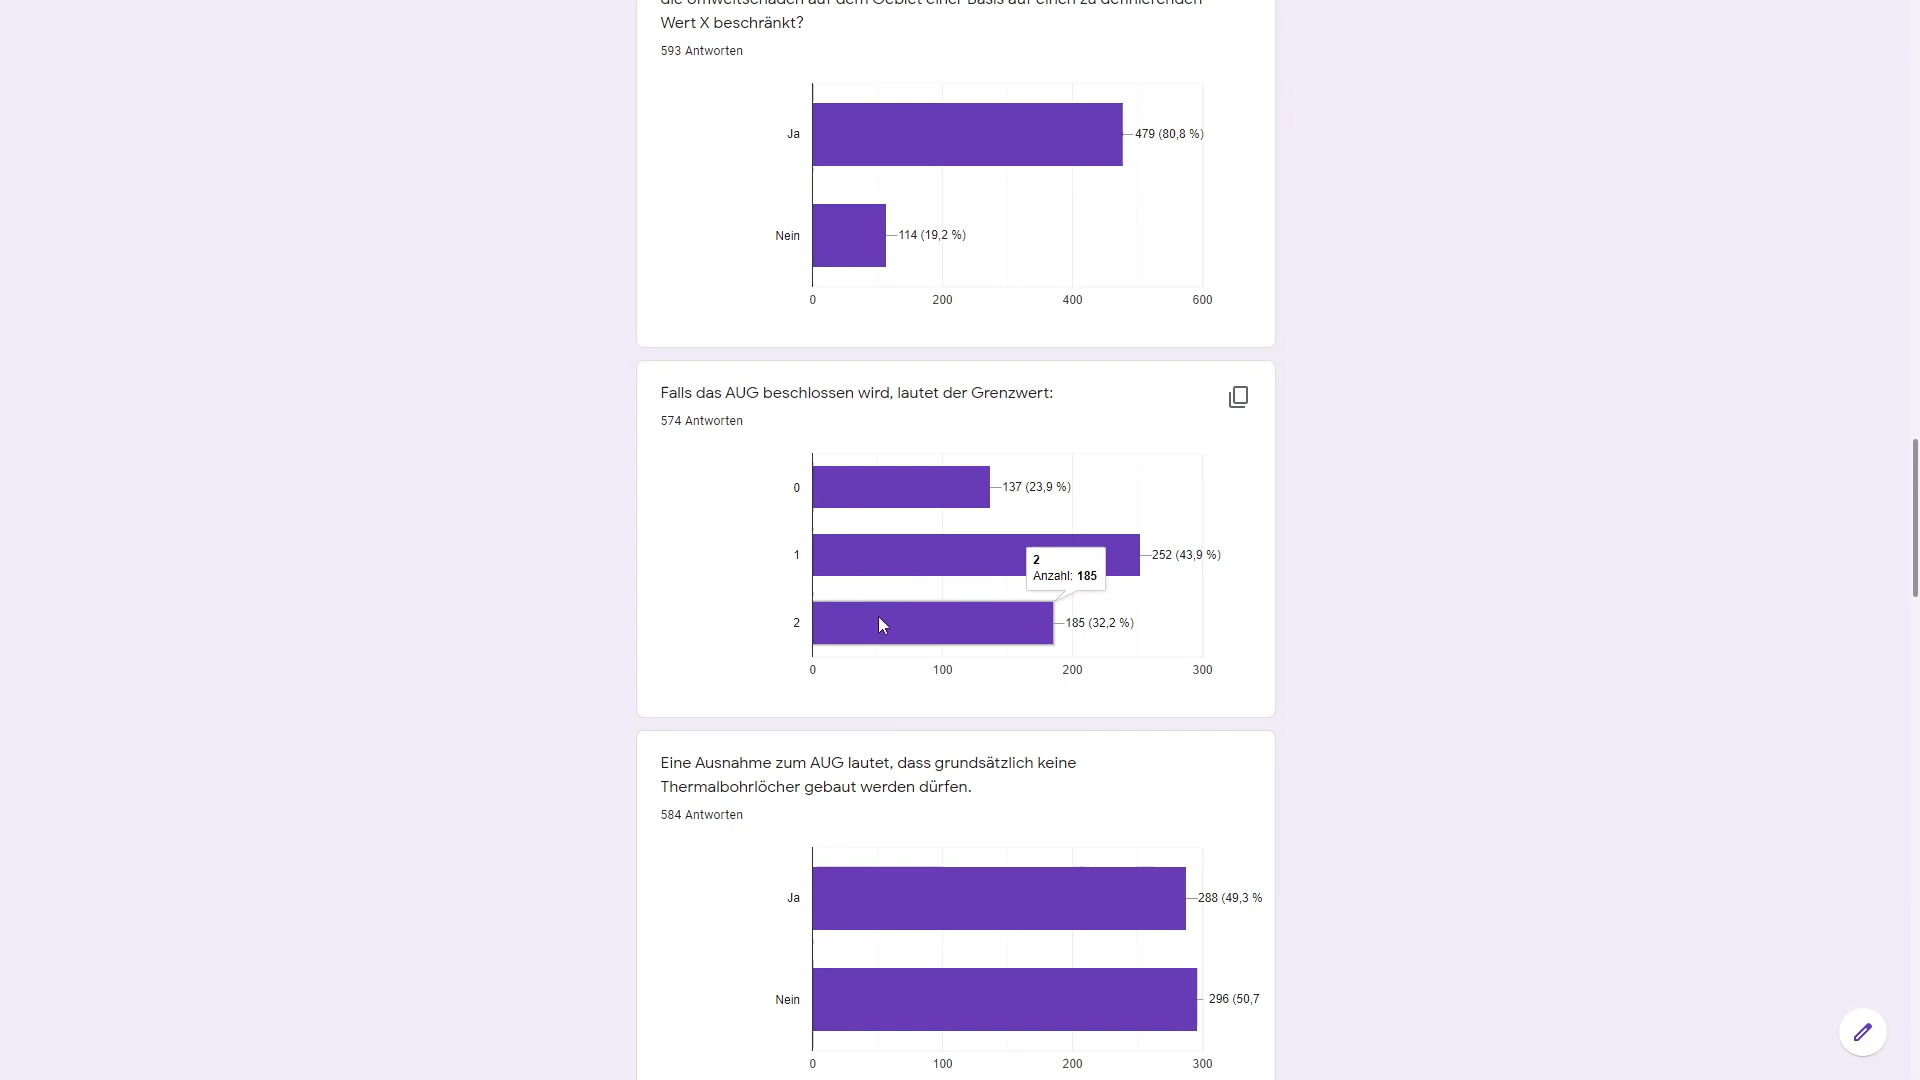 Wert X beschränkt?
593 Antworten
Ja
479 (80,8 %)
Nein
114 (19,2 %)
0
200
400
600
Falls das AUG beschlossen wird, lautet der Grenzwert:
574 Antworten
0
137 (23,9 %)
1
252 (43,9 %)
2
Anzahl: 185
2
185 (32,2 %)
0
100
200
300
Eine Ausnahme zum AUG lautet, dass grundsätzlich keine
Thermalbohrlöcher gebaut werden dürfen.
584 Antworten
Ja
288 (49,3 %
Nein
296 (50,7
0
100
200
300